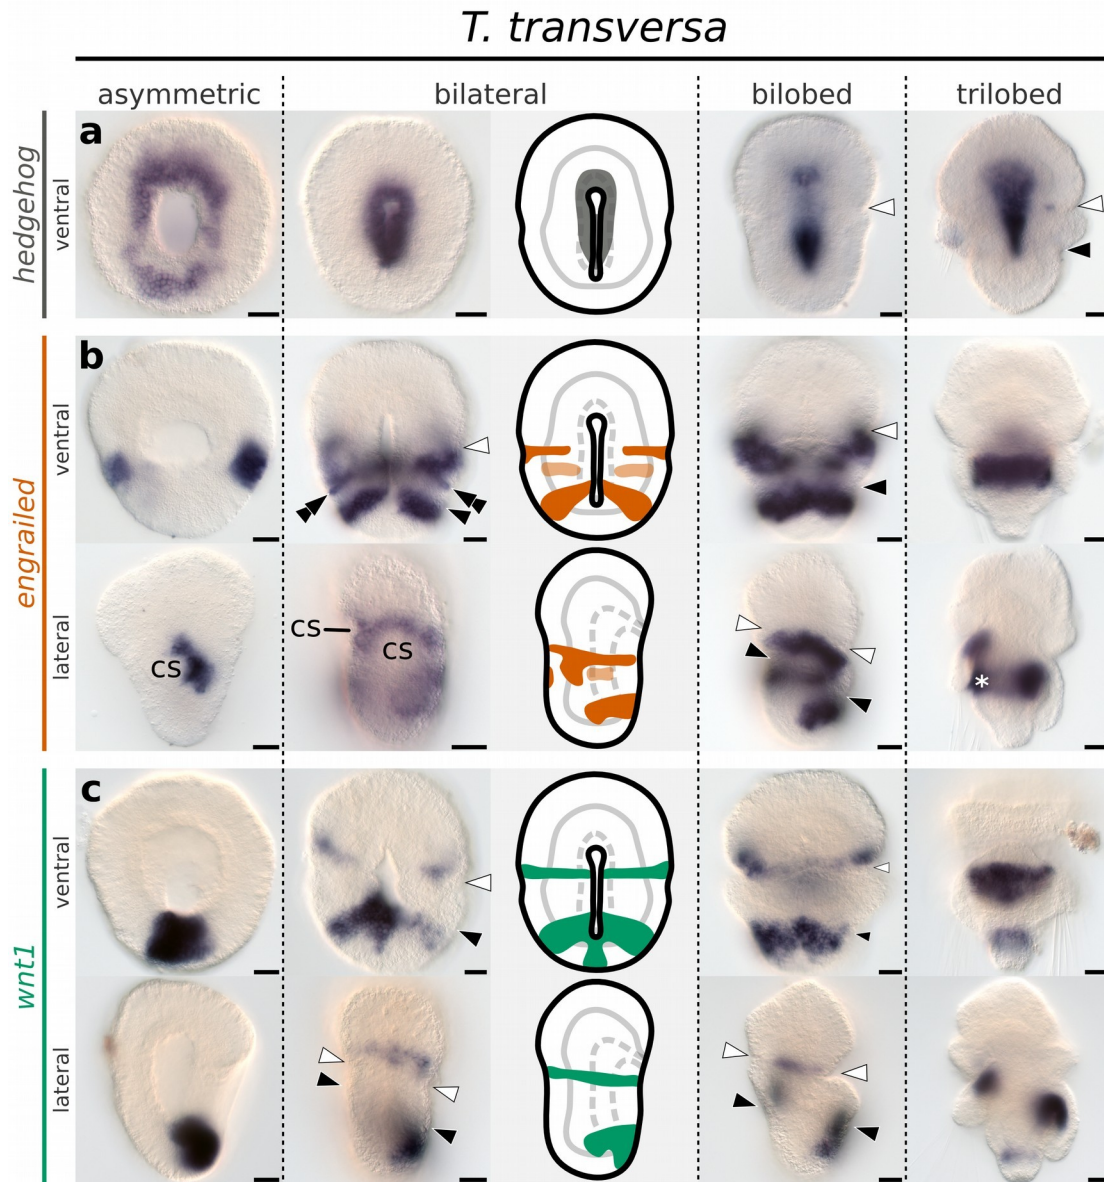 T. transversa
asymmetric
bilateral
bilobed
trilobed
a
hedgehog
ventral
b
engrailed
ventral
lateral
cs
cs
cs
*
c
wnt1
ventral
lateral